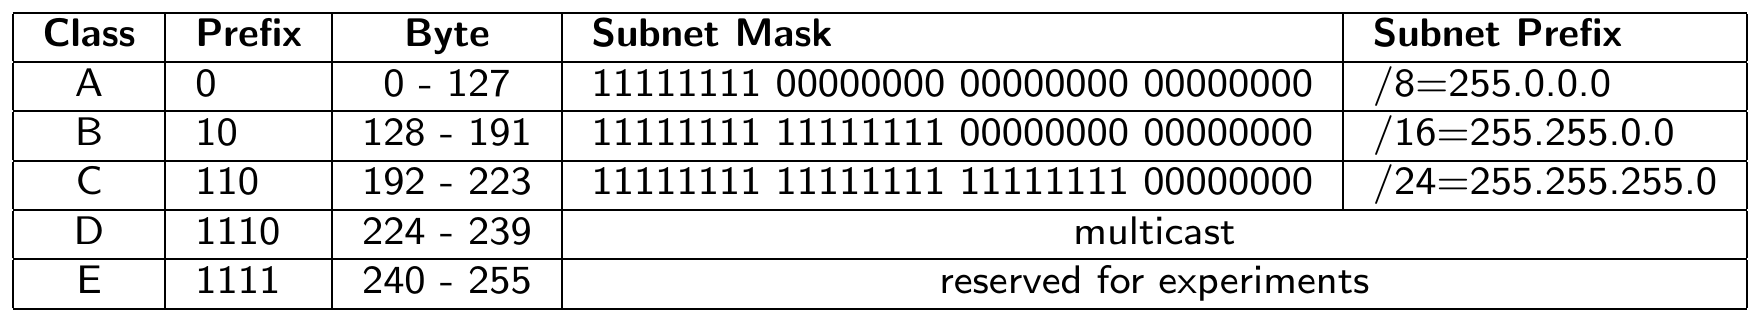 Class Prefix Byte Subnet Mask Subnet Prefix
A 0 0 - 127 11111111 00000000 00000000 00000000 /8=255.0.0.0
B 10 128 - 191 11111111 11111111 00000000 00000000 /16=255.255.0.0
C 110 192 - 223 11111111 11111111 11111111 00000000 /24=255.255.255.0
D 1110 224 - 239 multicast
E 1111 240 - 255 reserved for experiments